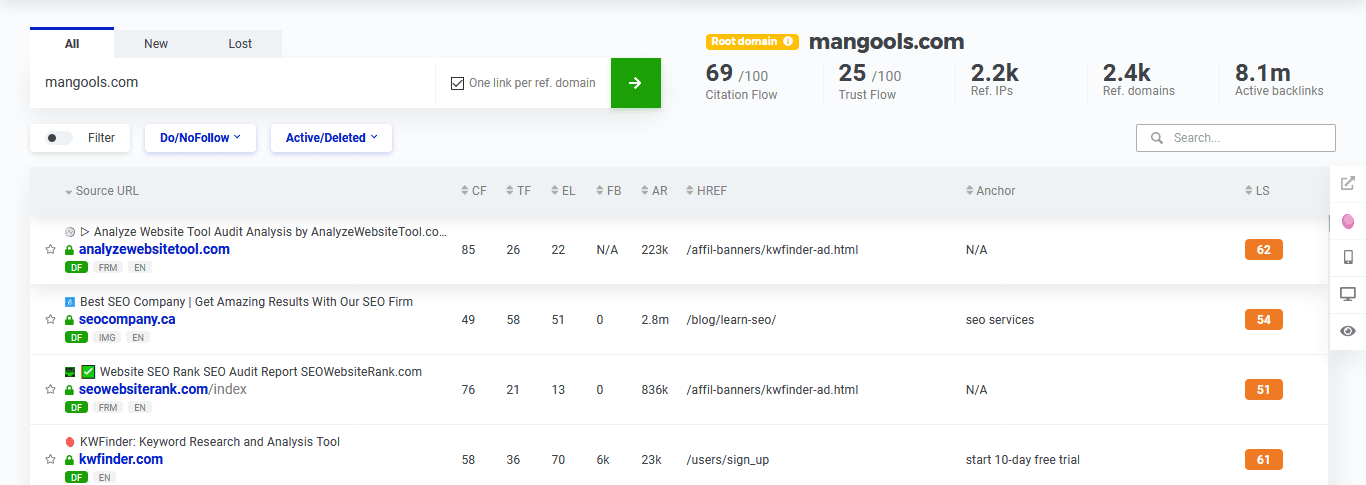 All New Lost
mangools.com One link per ref. domain
Root domain mangools.com
69 /100 25 /100 2.2k 2.4k 8.1m
Citation Flow Trust Flow Ref. IPs Ref. domains Active backlinks
Filter Do/NoFollow Active/Deleted Search...
Source URL CF TF EL FB AR HREF Anchor LS
Analyze Website Tool Audit Analysis by AnalyzeWebsiteTool.co...
analyzewebsitetool.com 85 26 22 N/A 223k /affil-banners/kwfinder-ad.html N/A 62
DF FRM EN
Best SEO Company | Get Amazing Results With Our SEO Firm
seocompany.ca 49 58 51 0 2.8m /blog/learn-seo/ seo services 54
DF IMG EN
Website SEO Rank SEO Audit Report SEOWebsiteRank.com
seowebsiterank.com/index 76 21 13 0 836k /affil-banners/kwfinder-ad.html N/A 51
DF FRM EN
KWFinder: Keyword Research and Analysis Tool
kwfinder.com 58 36 70 6k 23k /users/sign_up start 10-day free trial 61
DF EN